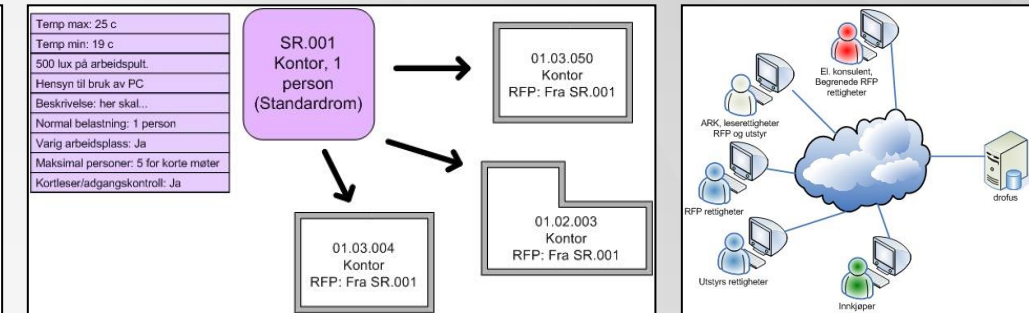 Temp max: 25 c
Temp min: 19 c
500 lux på arbeidspult.
Hensyn til bruk av PC
Beskrivelse: her skal...
Normal belastning: 1 person
Varig arbeidsplass: Ja
Maksimal personer: 5 for korte møter
Kortleser/adgangskontroll: Ja
SR.001
Kontor, 1
person
(Standardrom)
01.03.050
Kontor
RFP: Fra SR.001
01.02.003
Kontor
RFP: Fra SR.001
01.03.004
Kontor
RFP: Fra SR.001
El. konsulent,
Begrenede RFP
rettigheter
ARK, leserettigheter
RFP og utstyr
RFP rettigheter
Utstyrs rettigheter
Innkjøper
drofus